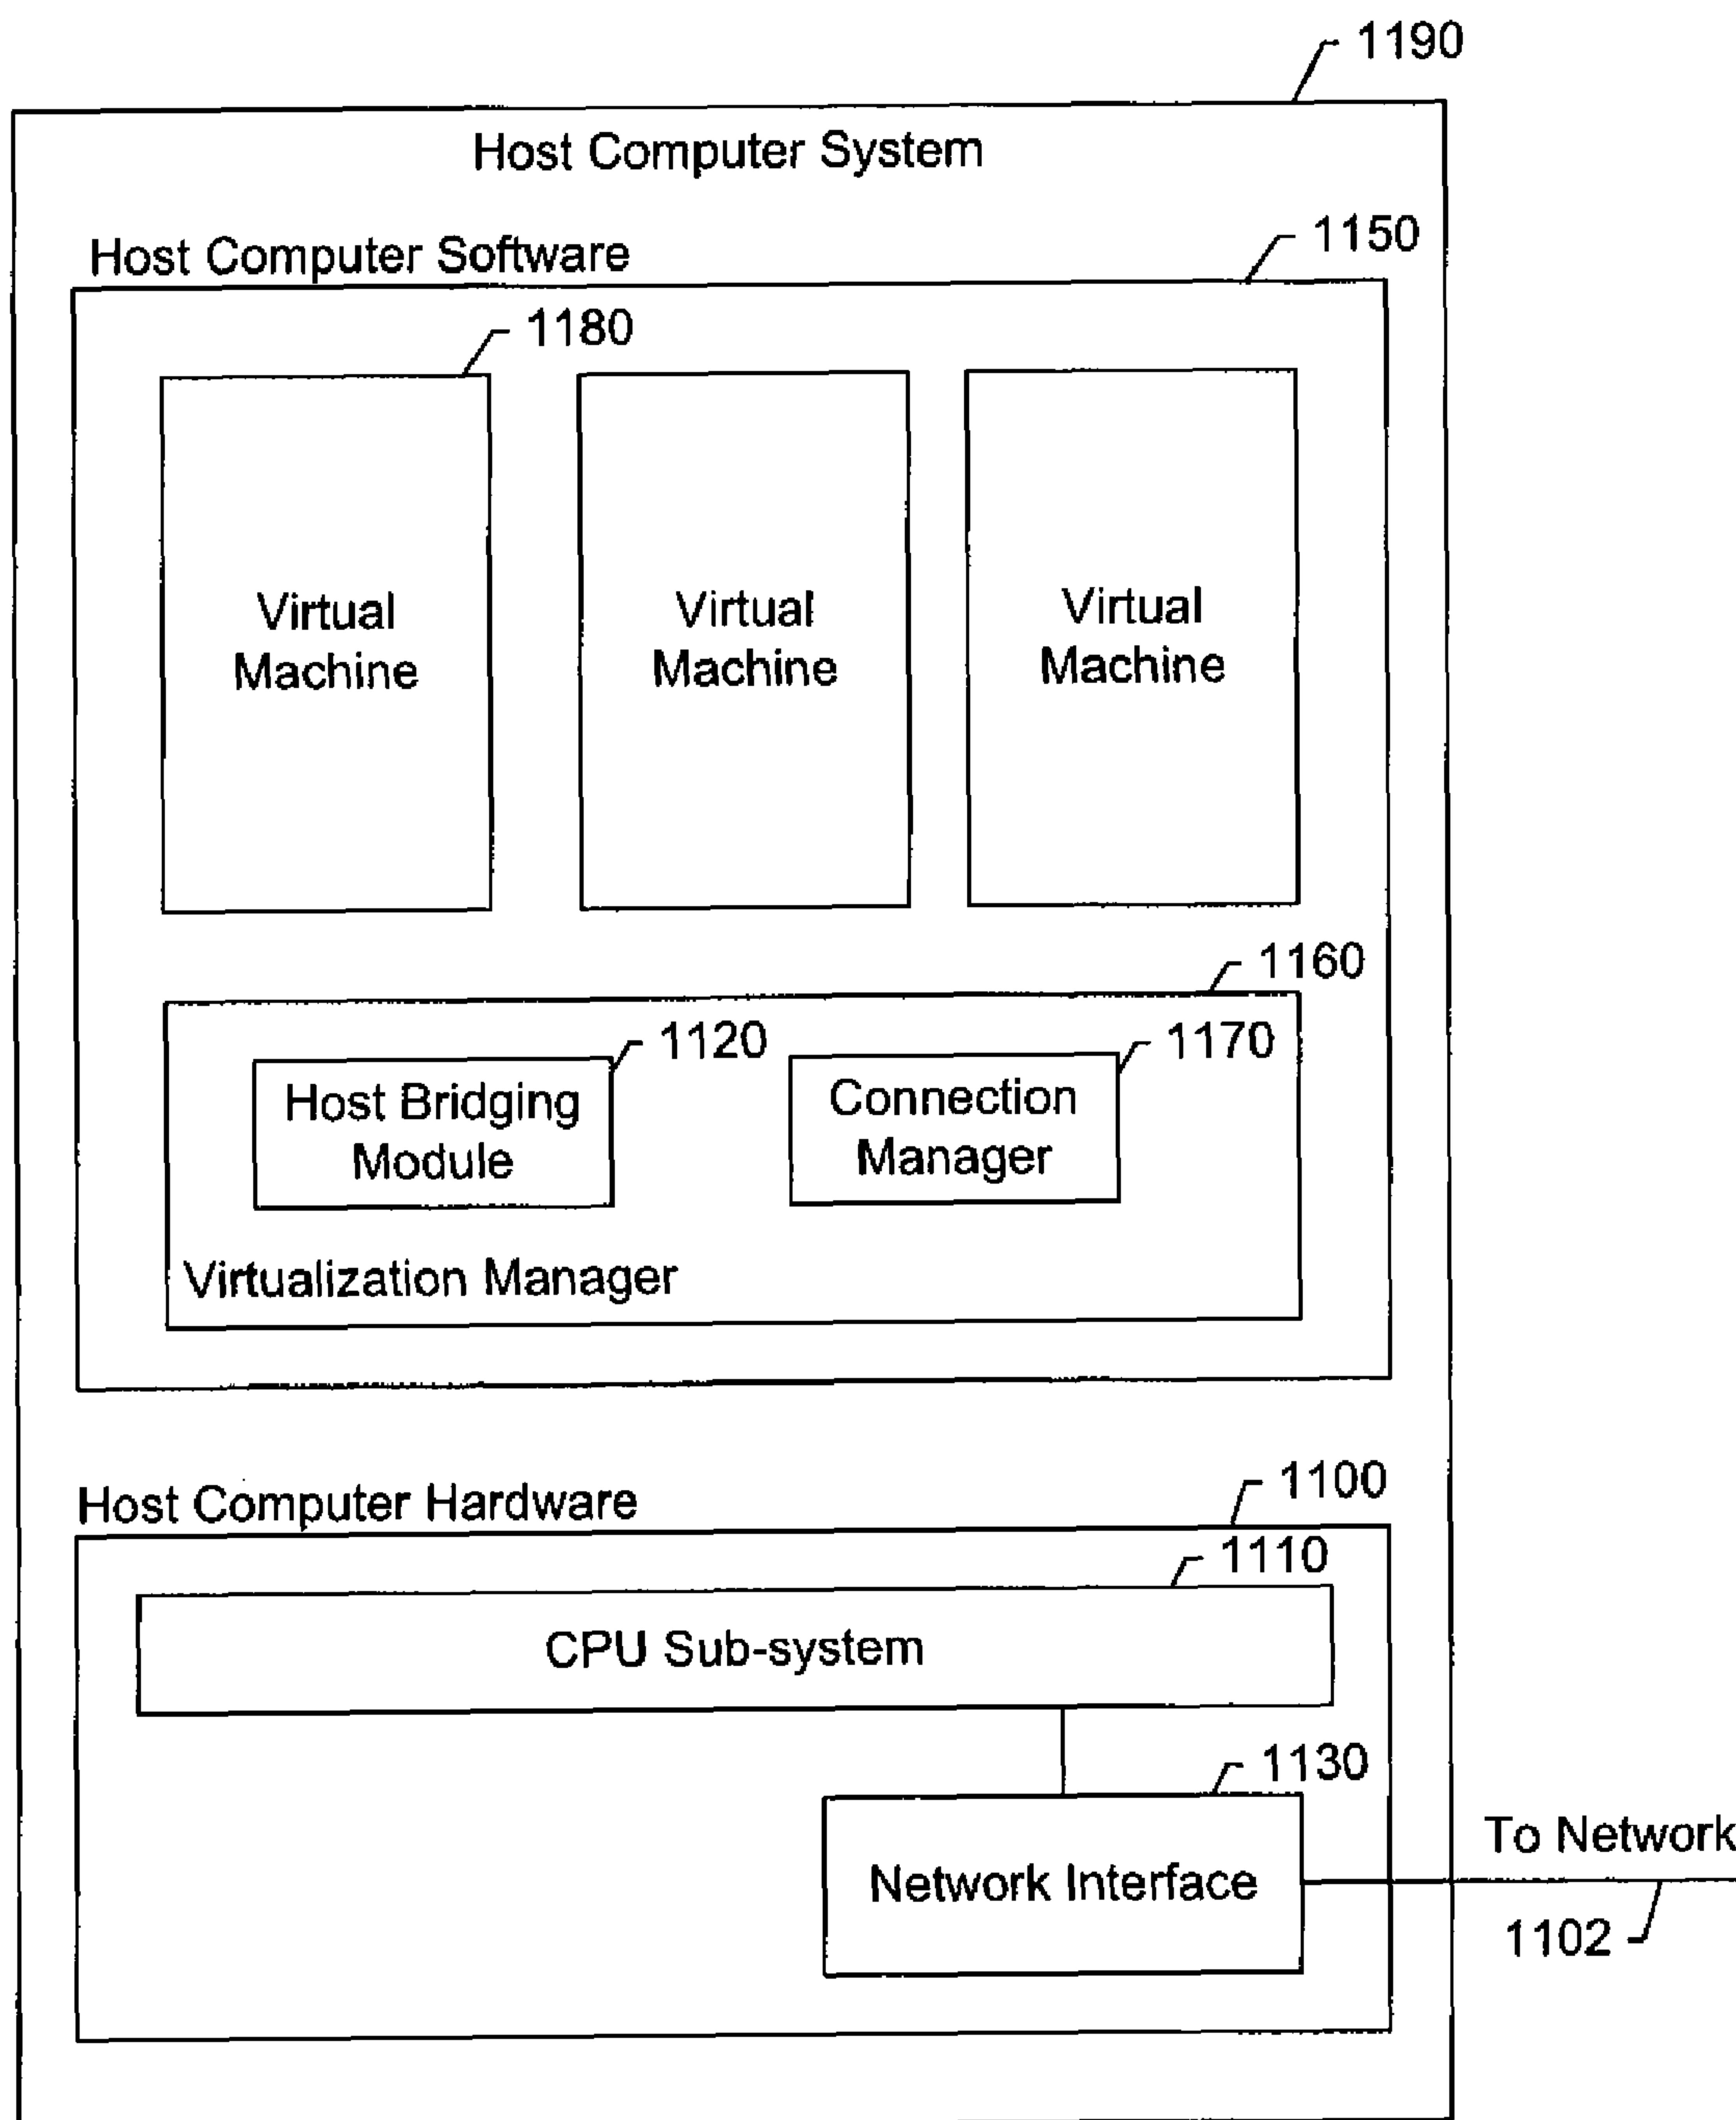 1190
Host Computer System
Host Computer Software
1150
1180
Virtual
Machine
Virtual
Machine
Virtual
Machine
1160
1120
1170
Host Bridging
Module
Connection
Manager
Virtualization Manager
Host Computer Hardware
1100
1110
CPU Sub-system
1130
Network Interface
To Network
1102